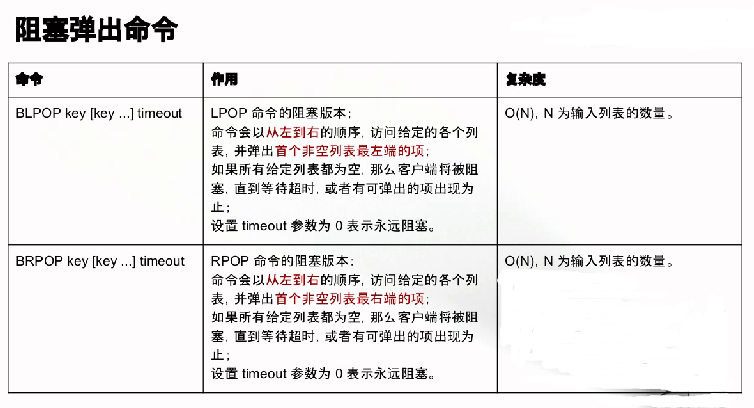 阻塞弹出命令
命令
作用
复杂度
BLPOP key [key ...] timeout
LPOP 命令的阻塞版本；
命令会以从左到右的顺序，访问给定的各个列
表，并弹出首个非空列表最左端的项；
如果所有给定列表都为空，那么客户端将被阻
塞，直到等待超时，或者有可弹出的项出现为
止；
设置 timeout 参数为 0 表示永远阻塞。
O(N)，N 为输入列表的数量。
BRPOP key [key ...] timeout
RPOP 命令的阻塞版本；
命令会以从左到右的顺序，访问给定的各个列
表，并弹出首个非空列表最右端的项；
如果所有给定列表都为空，那么客户端将被阻
塞，直到等待超时，或者有可弹出的项出现为
止；
设置 timeout 参数为 0 表示永远阻塞。
O(N)，N 为输入列表的数量。